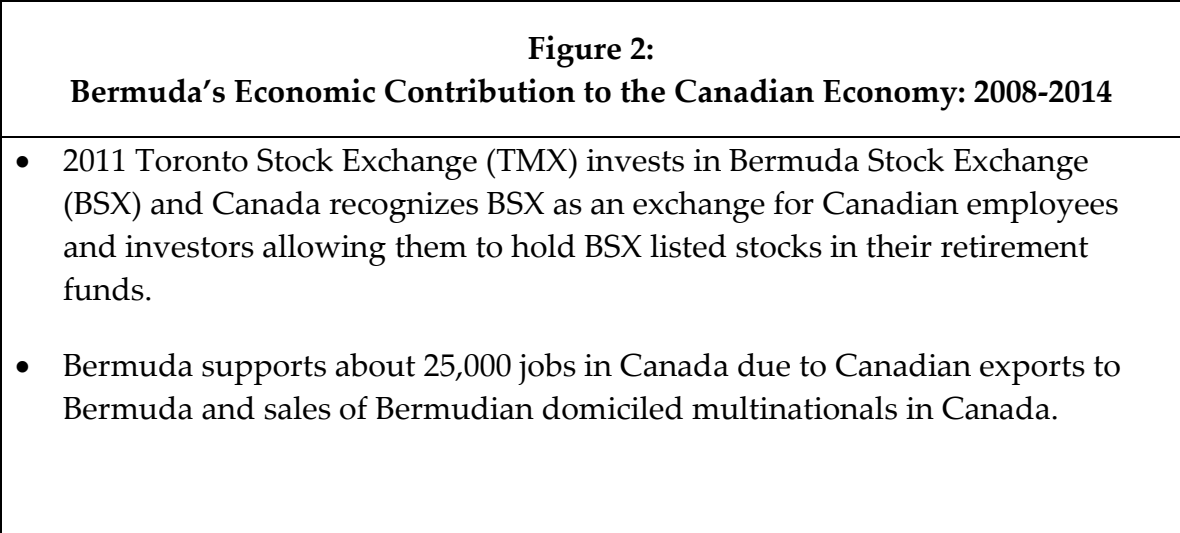 Figure 2:
Bermuda’s Economic Contribution to the Canadian Economy: 2008-2014
• 2011 Toronto Stock Exchange (TMX) invests in Bermuda Stock Exchange
(BSX) and Canada recognizes BSX as an exchange for Canadian employees
and investors allowing them to hold BSX listed stocks in their retirement
funds.
• Bermuda supports about 25,000 jobs in Canada due to Canadian exports to
Bermuda and sales of Bermudian domiciled multinationals in Canada.